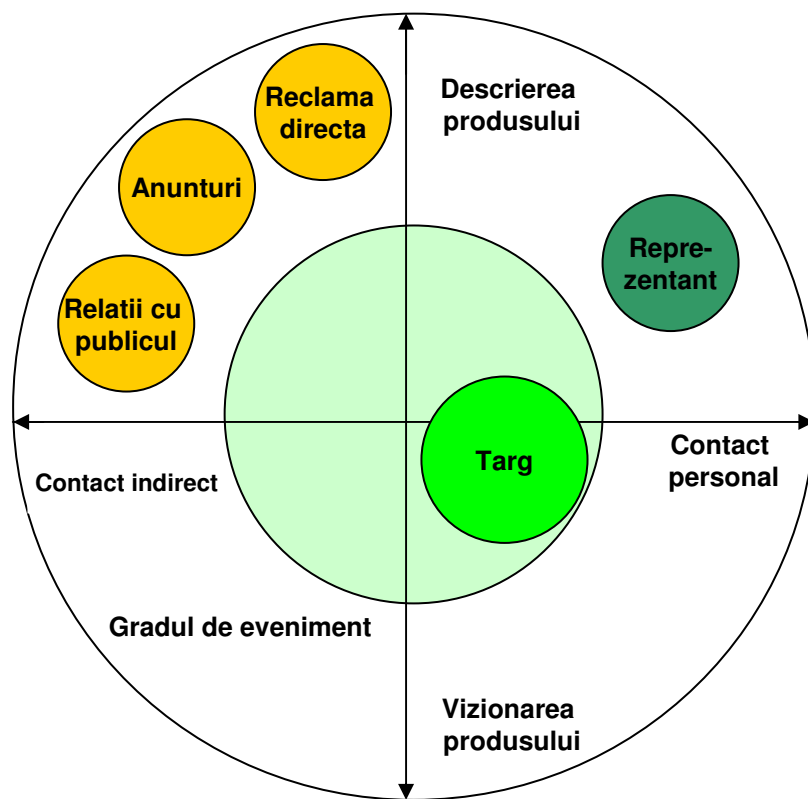 Reclama
directa
Descrierea
produsului
Anunturi
Repre-
zentant
Relatii cu
publicul
Targ
Contact
personal
Contact indirect
Gradul de eveniment
Vizionarea
produsului